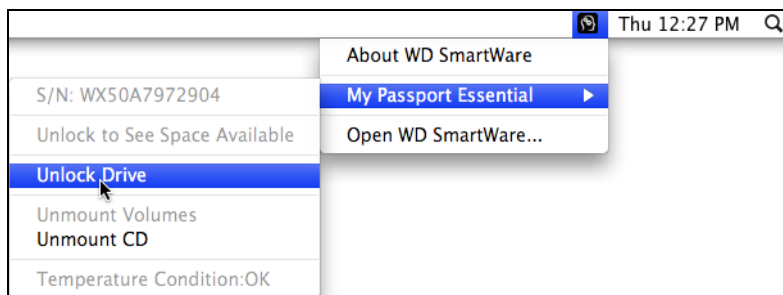 Thu 12:27 PM
About WD SmartWare
My Passport Essential
Open WD SmartWare...
S/N: WX50A7972904
Unlock to See Space Available
Unlock Drive
Unmount Volumes
Unmount CD
Temperature Condition:OK